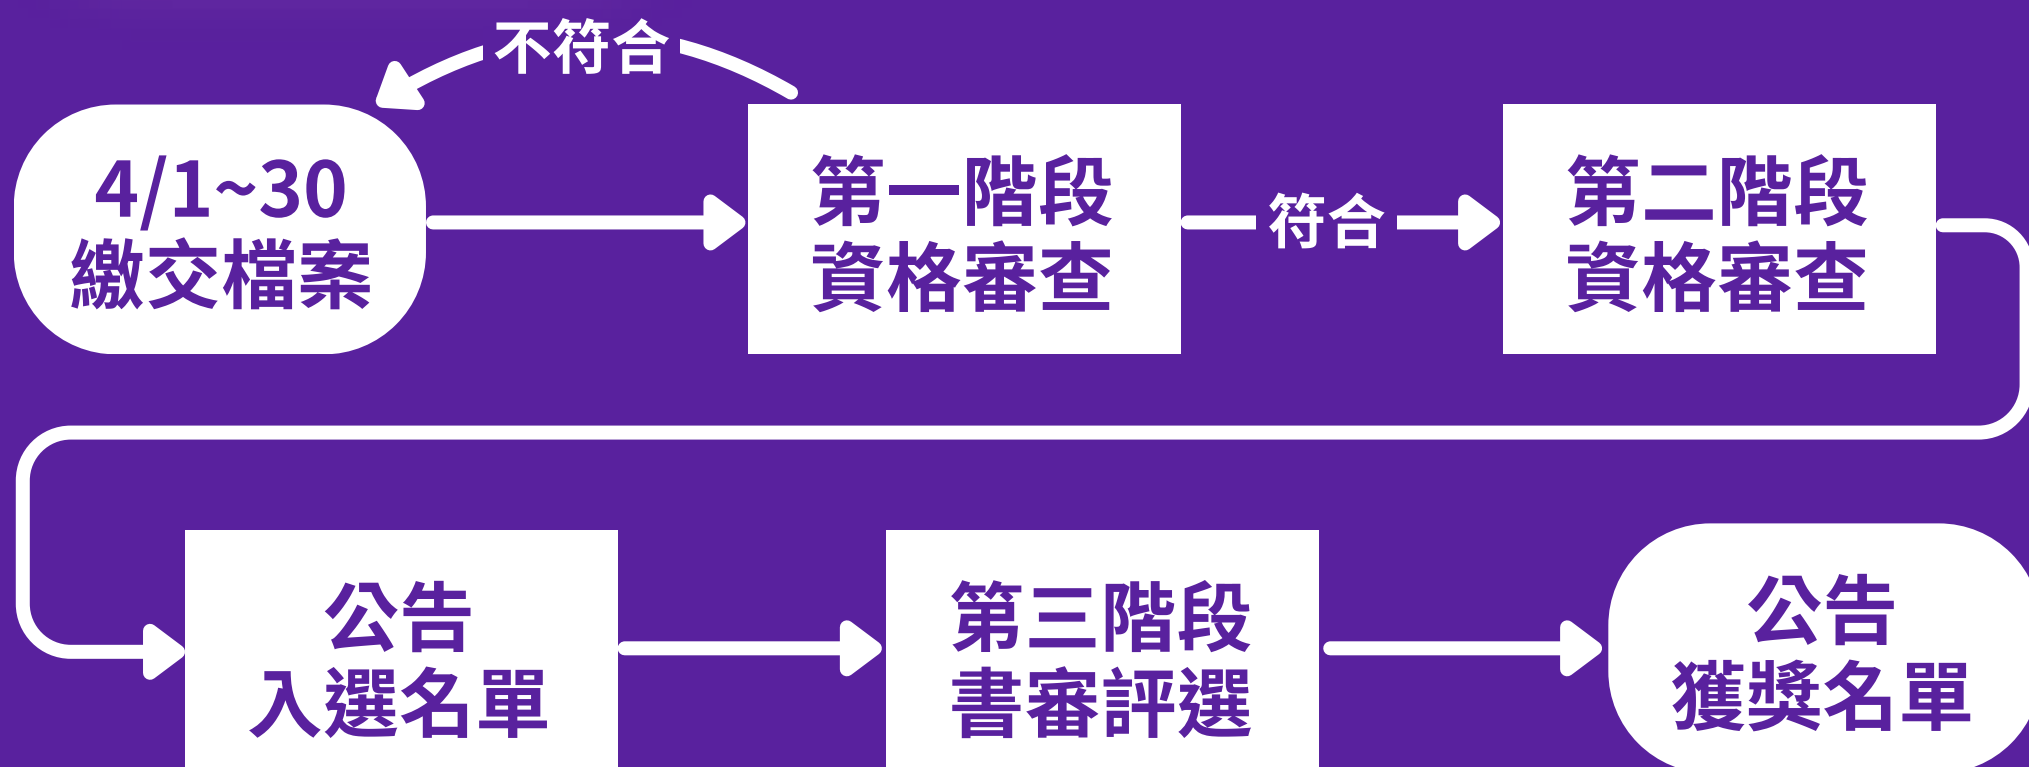 不符合
4/1~30
繳交檔案
第一階段
資格審查
符合
第二階段
資格審查
公告
入選名單
第三階段
書審評選
公告
獲獎名單